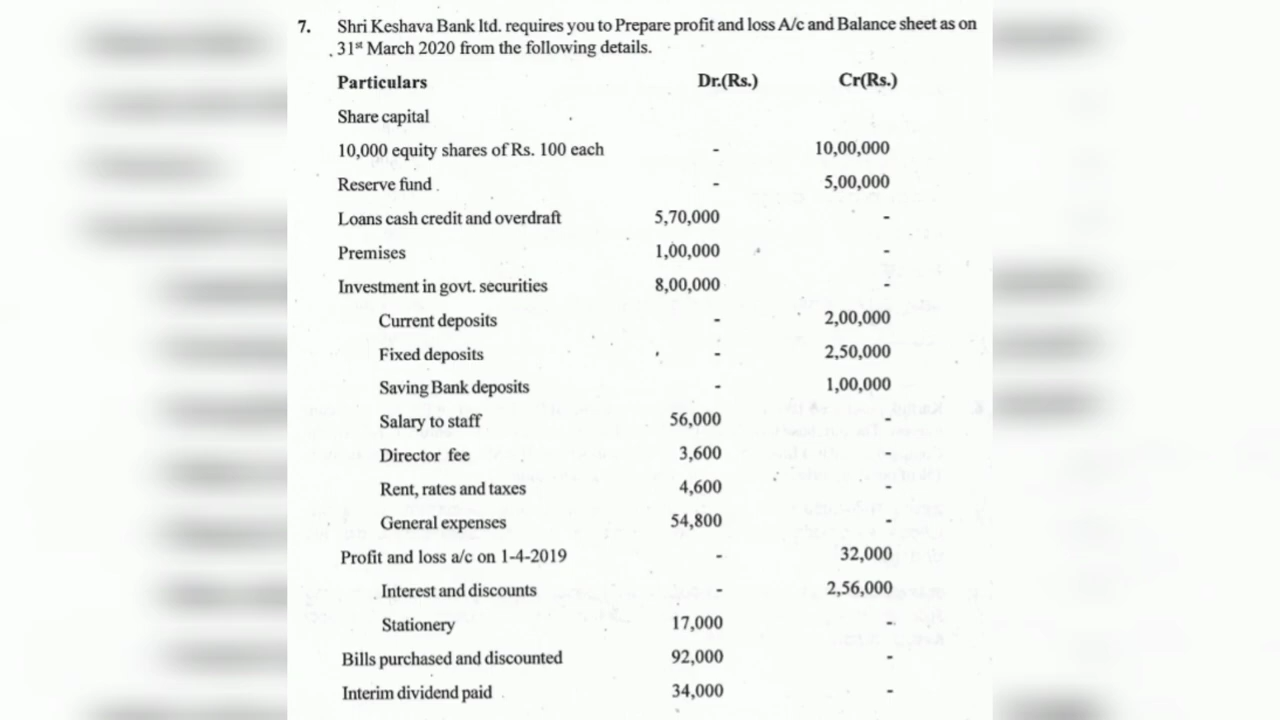 7. Shri Keshava Bank ltd. requires you to Prepare profit and loss A/c and Balance sheet as on
31st March 2020 from the following details.
Particulars Dr.(Rs.) Cr(Rs.)
Share capital
10,000 equity shares of Rs. 100 each - 10,00,000
Reserve fund - 5,00,000
Loans cash credit and overdraft 5,70,000 -
Premises 1,00,000 -
Investment in govt. securities 8,00,000 -
Current deposits - 2,00,000
Fixed deposits - 2,50,000
Saving Bank deposits - 1,00,000
Salary to staff 56,000 -
Director fee 3,600 -
Rent, rates and taxes 4,600 -
General expenses 54,800 -
Profit and loss a/c on 1-4-2019 - 32,000
Interest and discounts - 2,56,000
Stationery 17,000 -
Bills purchased and discounted 92,000 -
Interim dividend paid 34,000 -